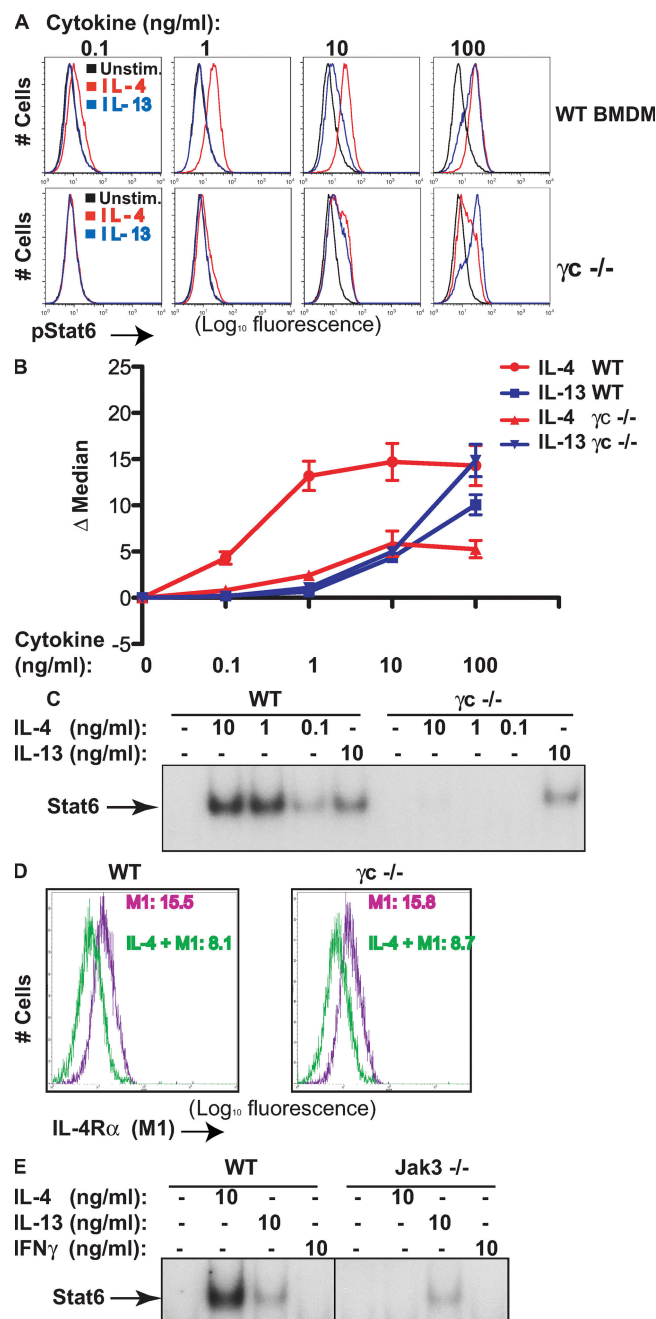 A Cytokine (ng/ml):
0.1 1 10 100
# Cells
Unstim.
IL-4
IL-13
WT BMDM
# Cells
Unstim.
IL-4
IL-13
γc -/-
pStat6 (Log₁₀ fluorescence)
B
Δ Median
25
20
15
10
5
0
-5
IL-4 WT
IL-13 WT
IL-4 γc -/-
IL-13 γc -/-
Cytokine
(ng/ml): 0 0.1 1 10 100
C WT γc -/-
IL-4 (ng/ml): - 10 1 0.1 - - 10 1 0.1 -
IL-13 (ng/ml): - - - - 10 - - - - 10
Stat6
D WT γc -/-
# Cells
M1: 15.5
IL-4 + M1: 8.1
M1: 15.8
IL-4 + M1: 8.7
(Log₁₀ fluorescence)
IL-4Rα (M1)
E WT Jak3 -/-
IL-4 (ng/ml): - 10 - - - 10 - -
IL-13 (ng/ml): - - 10 - - - 10 -
IFNγ (ng/ml): - - - 10 - - - 10
Stat6